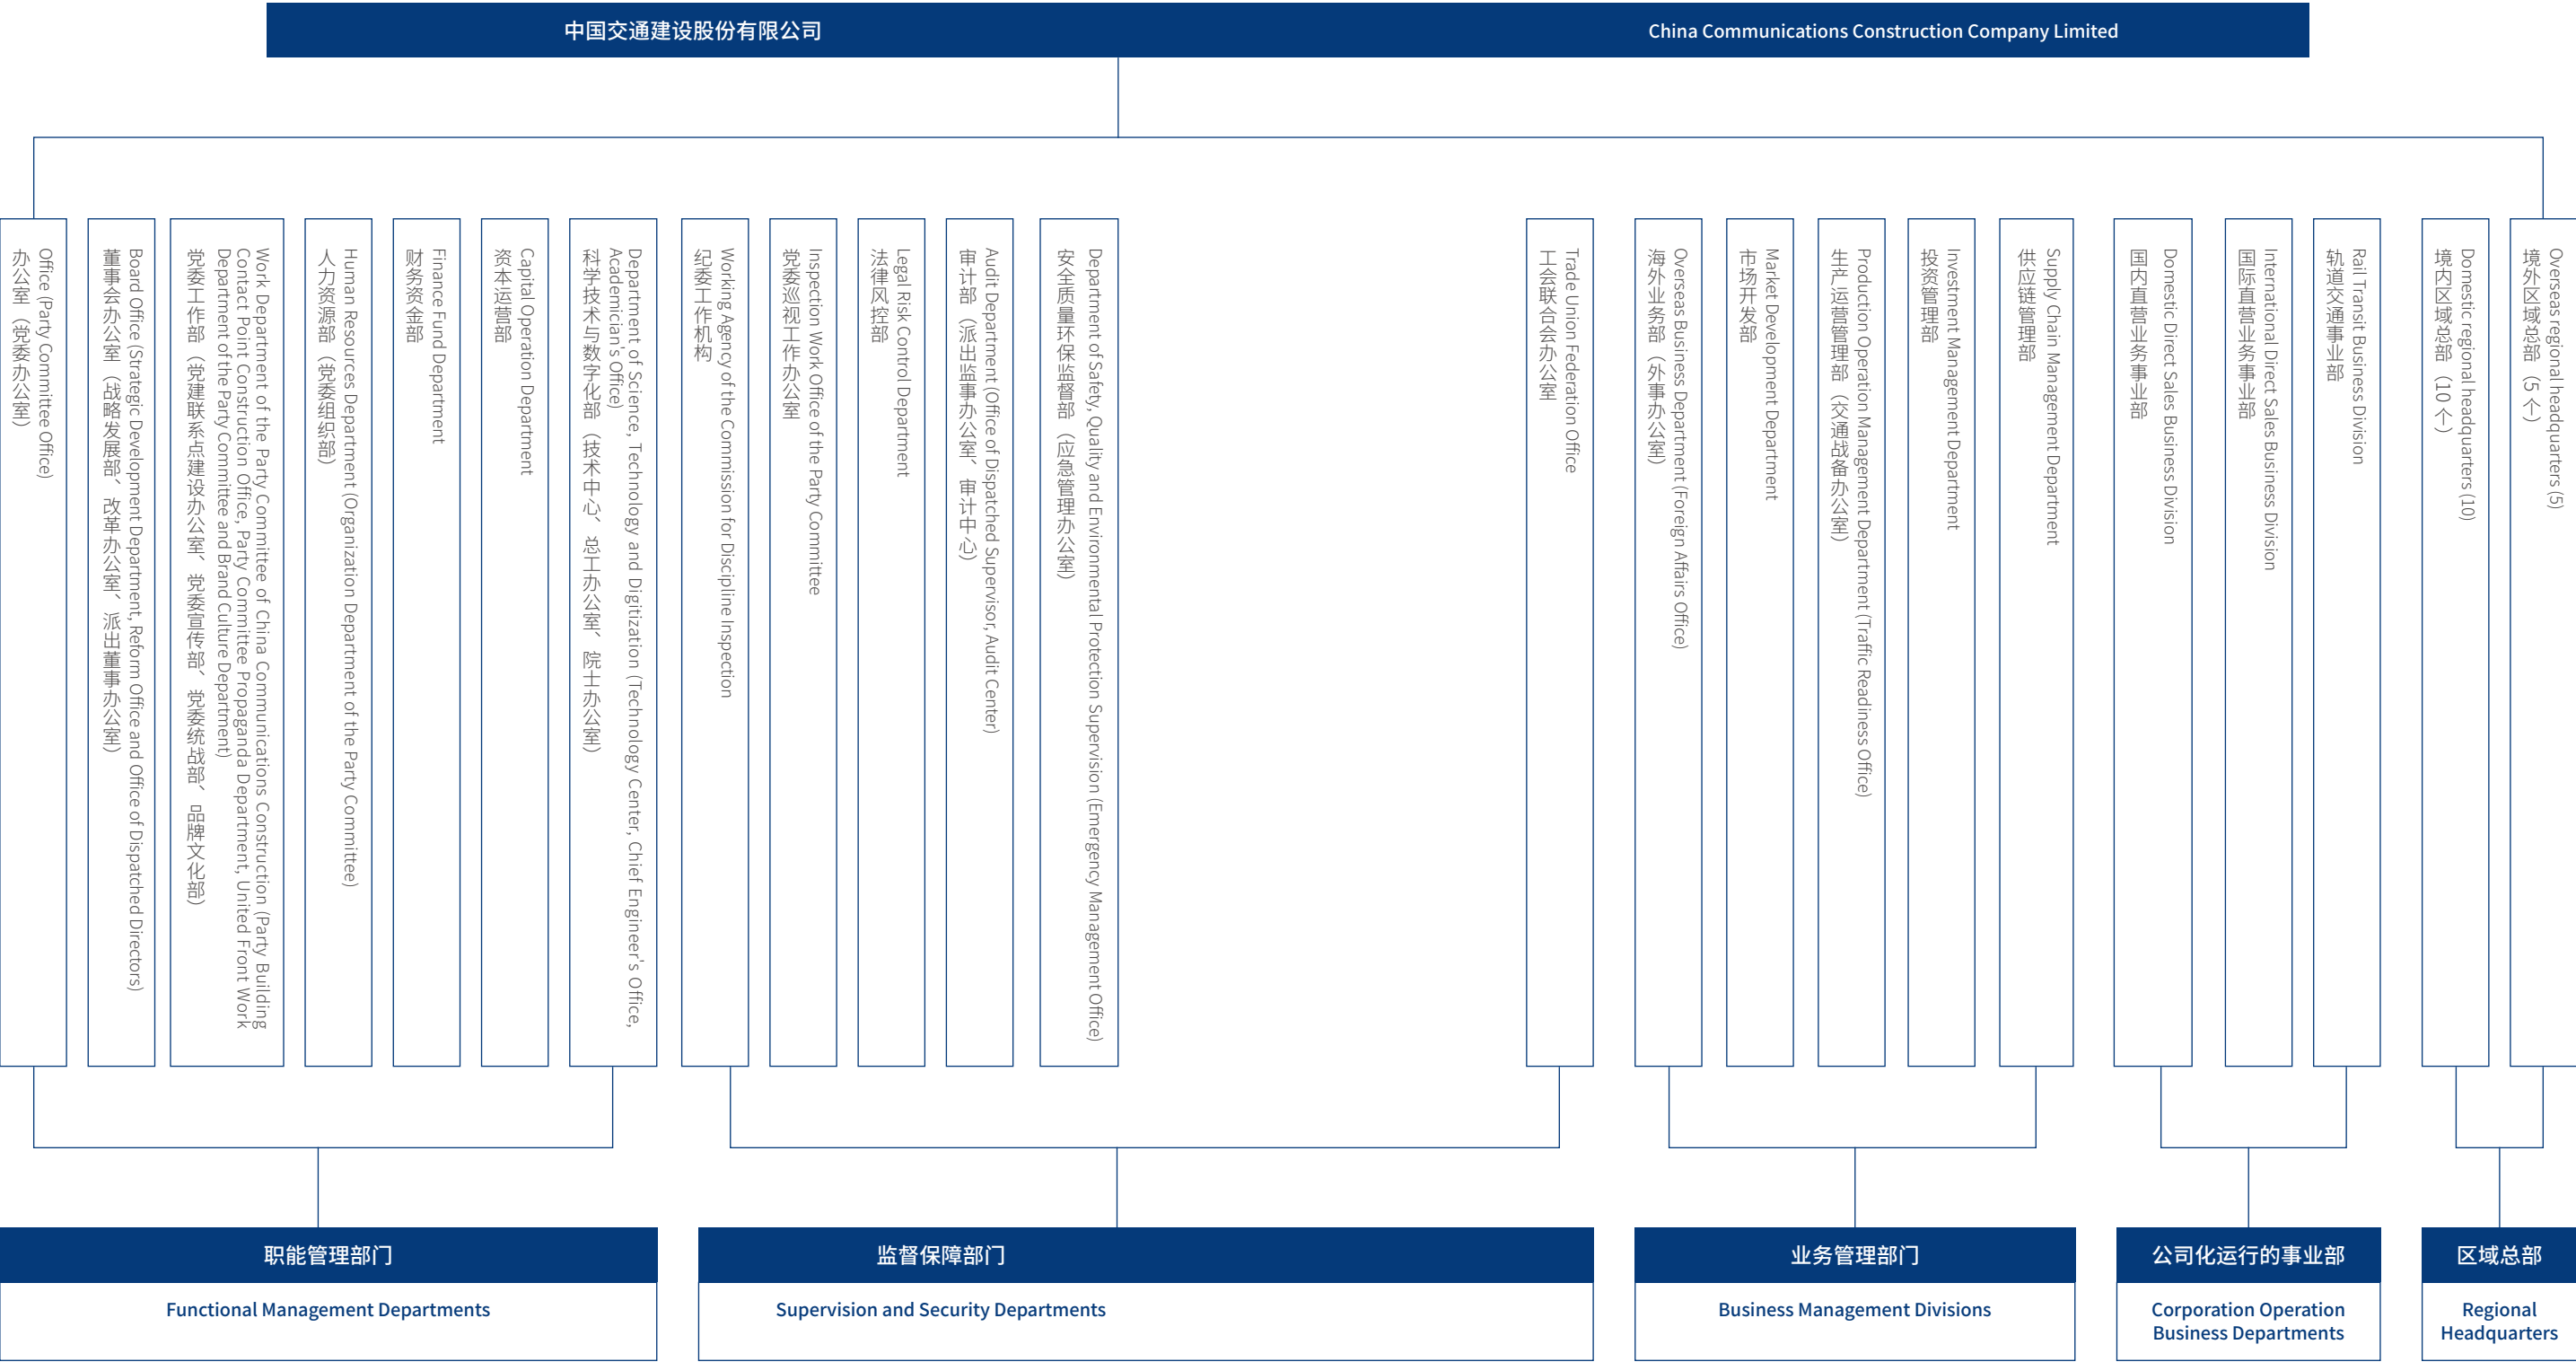 中国交通建设股份有限公司
China Communications Construction Company Limited
办公室（党委办公室）
Office (Party Committee Office)
董事会办公室（战略发展部、改革办公室、派出董事办公室）
Board Office (Strategic Development Department, Reform Office and Office of Dispatched Directors)
党委工作部（党建联系点建设办公室、党委宣传部、党委统战部、品牌文化部）
Work Department of the Party Committee of China Communications Construction (Party Building
Contact Point Construction Office, Party Committee Propaganda Department, United Front Work
Department of the Party Committee and Brand Culture Department)
人力资源部（党委组织部）
Human Resources Department (Organization Department of the Party Committee)
财务资金部
Finance Fund Department
资本运营部
Capital Operation Department
科学技术与数字化部（技术中心、总工办公室、院士办公室）
Department of Science, Technology and Digitization (Technology Center, Chief Engineer's Office,
Academician's Office)
纪委工作机构
Working Agency of the Commission for Discipline Inspection
党委巡视工作办公室
Inspection Work Office of the Party Committee
法律风控部
Legal Risk Control Department
审计部（派出监事办公室、审计中心）
Audit Department (Office of Dispatched Supervisor, Audit Center)
安全质量环保监督部（应急管理办公室）
Department of Safety, Quality and Environmental Protection Supervision (Emergency Management Office)
工会联合会办公室
Trade Union Federation Office
海外业务部（外事办公室）
Overseas Business Department (Foreign Affairs Office)
市场开发部
Market Development Department
生产运营管理部（交通战备办公室）
Production Operation Management Department (Traffic Readiness Office)
投资管理部
Investment Management Department
供应链管理部
Supply Chain Management Department
国内直营业务事业部
Domestic Direct Sales Business Division
国际直营业务事业部
International Direct Sales Business Division
轨道交通事业部
Rail Transit Business Division
境内区域总部（10 个）
Domestic regional headquarters (10)
境外区域总部（5 个）
Overseas regional headquarters (5)
职能管理部门
Functional Management Departments
监督保障部门
Supervision and Security Departments
业务管理部门
Business Management Divisions
公司化运行的事业部
Corporation Operation
Business Departments
区域总部
Regional
Headquarters